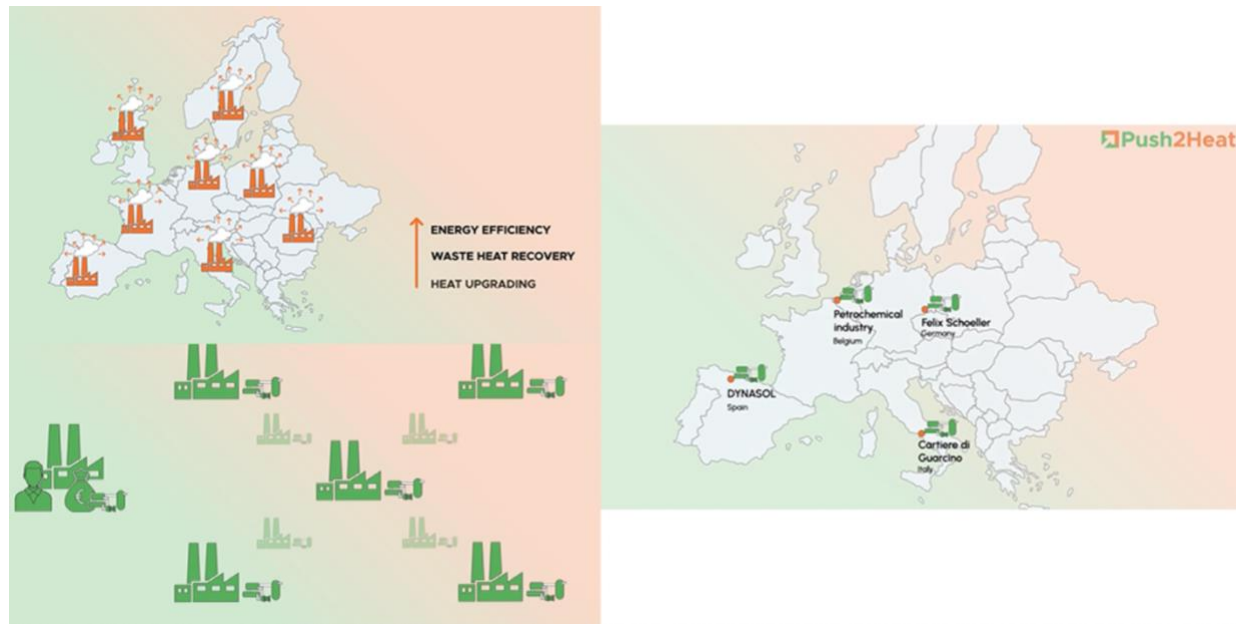 ENERGY EFFICIENCY
WASTE HEAT RECOVERY
HEAT UPGRADING
Push2Heat
Petrochemical
industry
Belgium
Felix Schoeller
Germany
DYNASOL
Spain
Cartiere di
Guarcino
Italy